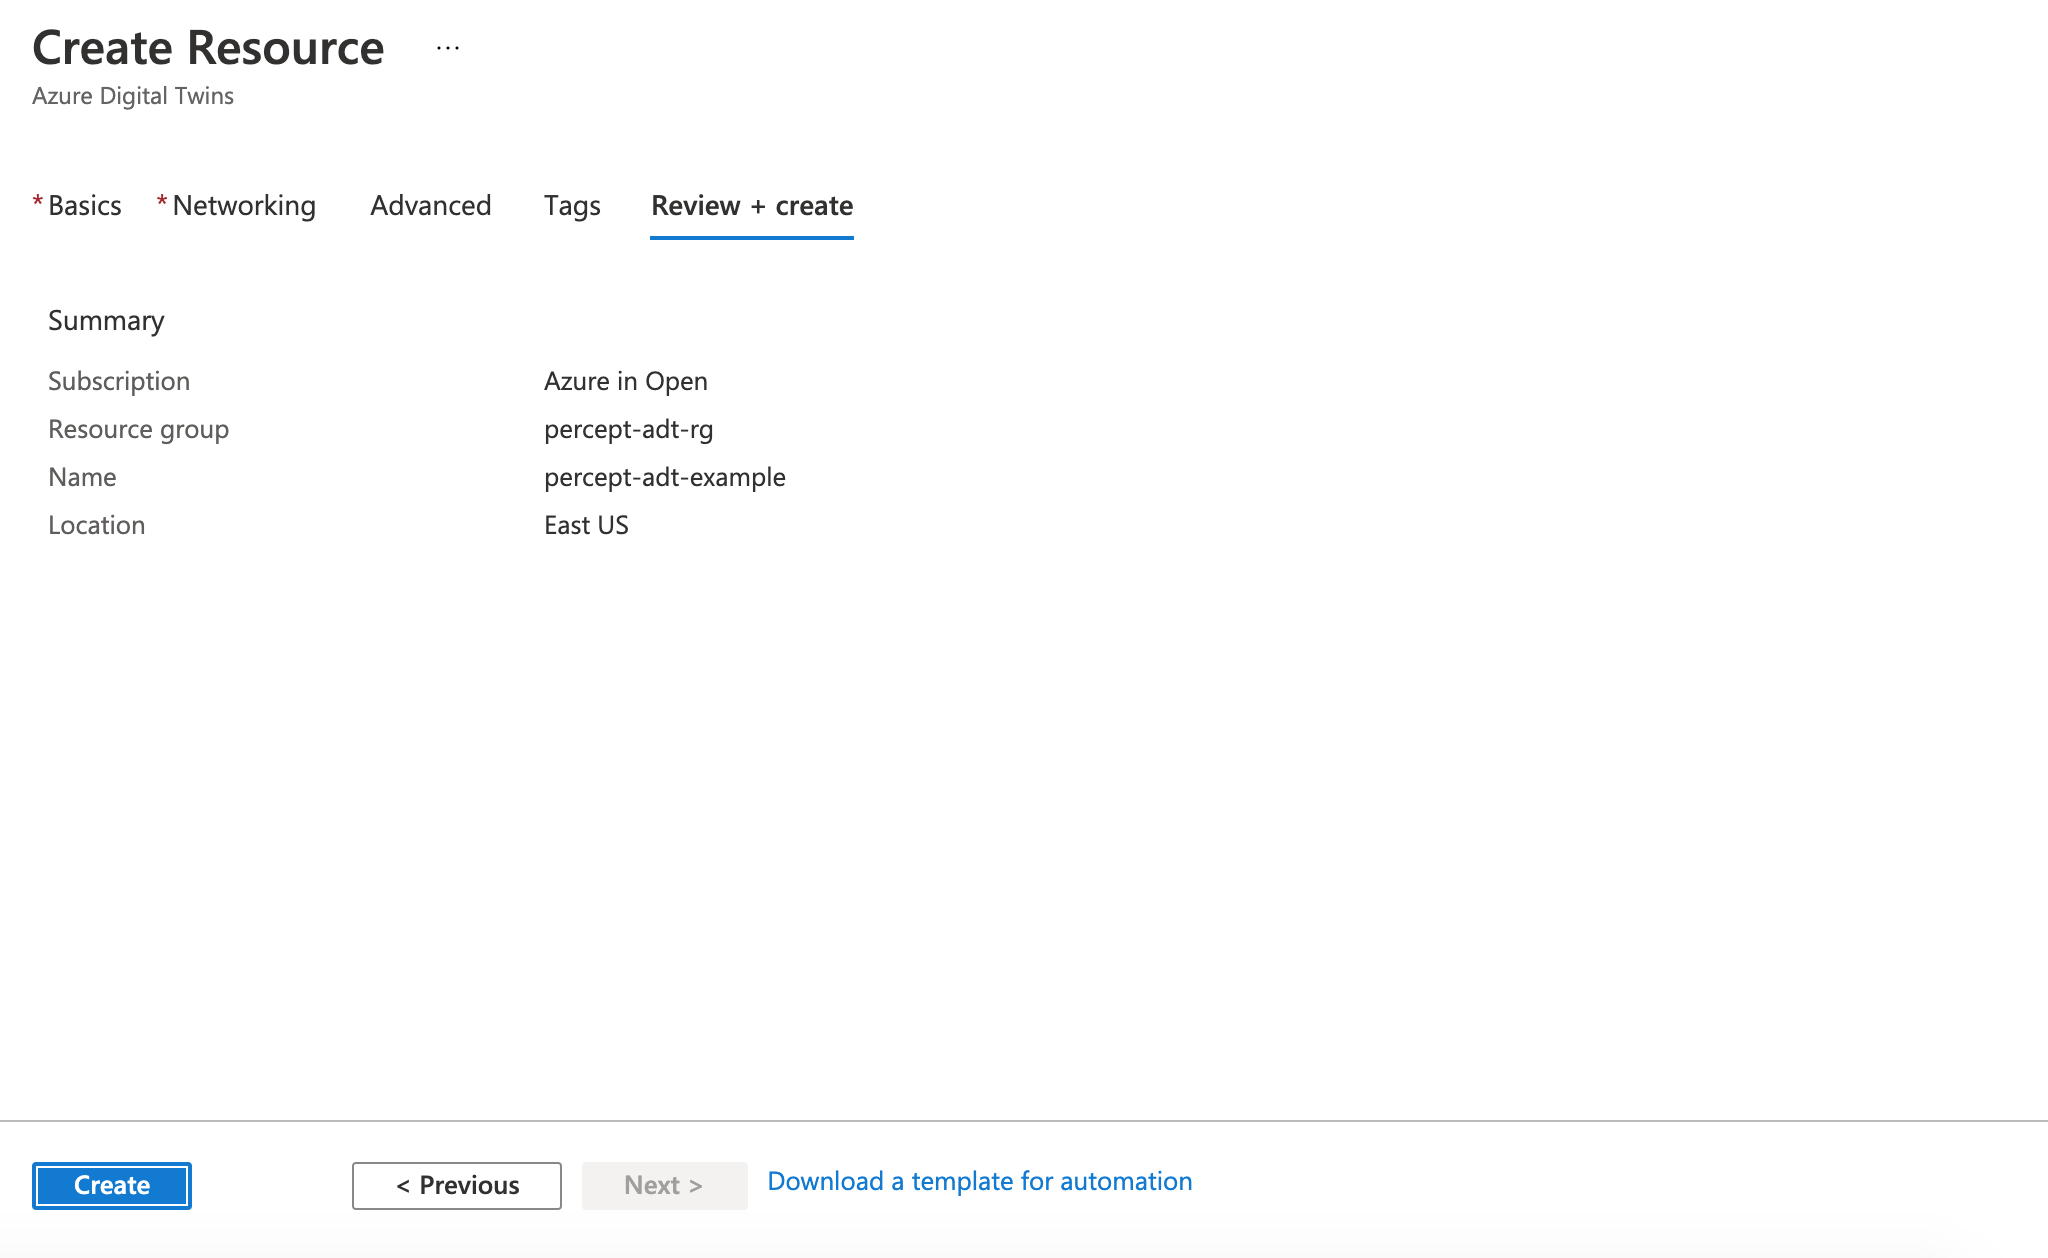 Create Resource ...
Azure Digital Twins
* Basics * Networking Advanced Tags Review + create
Summary
Subscription Azure in Open
Resource group percept-adt-rg
Name percept-adt-example
Location East US
Create < Previous Next > Download a template for automation